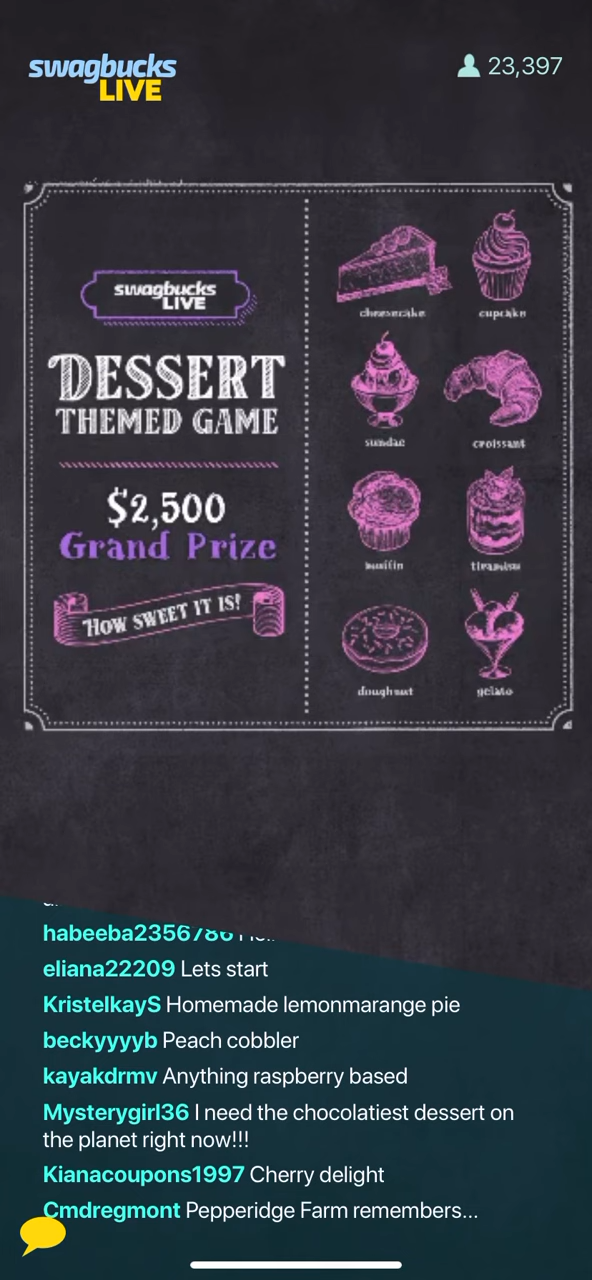 swagbucks
LIVE
23,397
swagbucks
LIVE
DESSERT
THEMED GAME
$2,500
Grand Prize
HOW SWEET IT IS!
cheesecake
cupcake
sundae
croissant
muffin
tiramisu
doughnut
gelato
habeeba2356786
eliana22209 Lets start
KristelkayS Homemade lemonmarange pie
beckyyyyb Peach cobbler
kayakdrmv Anything raspberry based
Mysterygirl36 I need the chocolatiest dessert on
the planet right now!!!
Kianacoupons1997 Cherry delight
Cmdregmont Pepperidge Farm remembers...